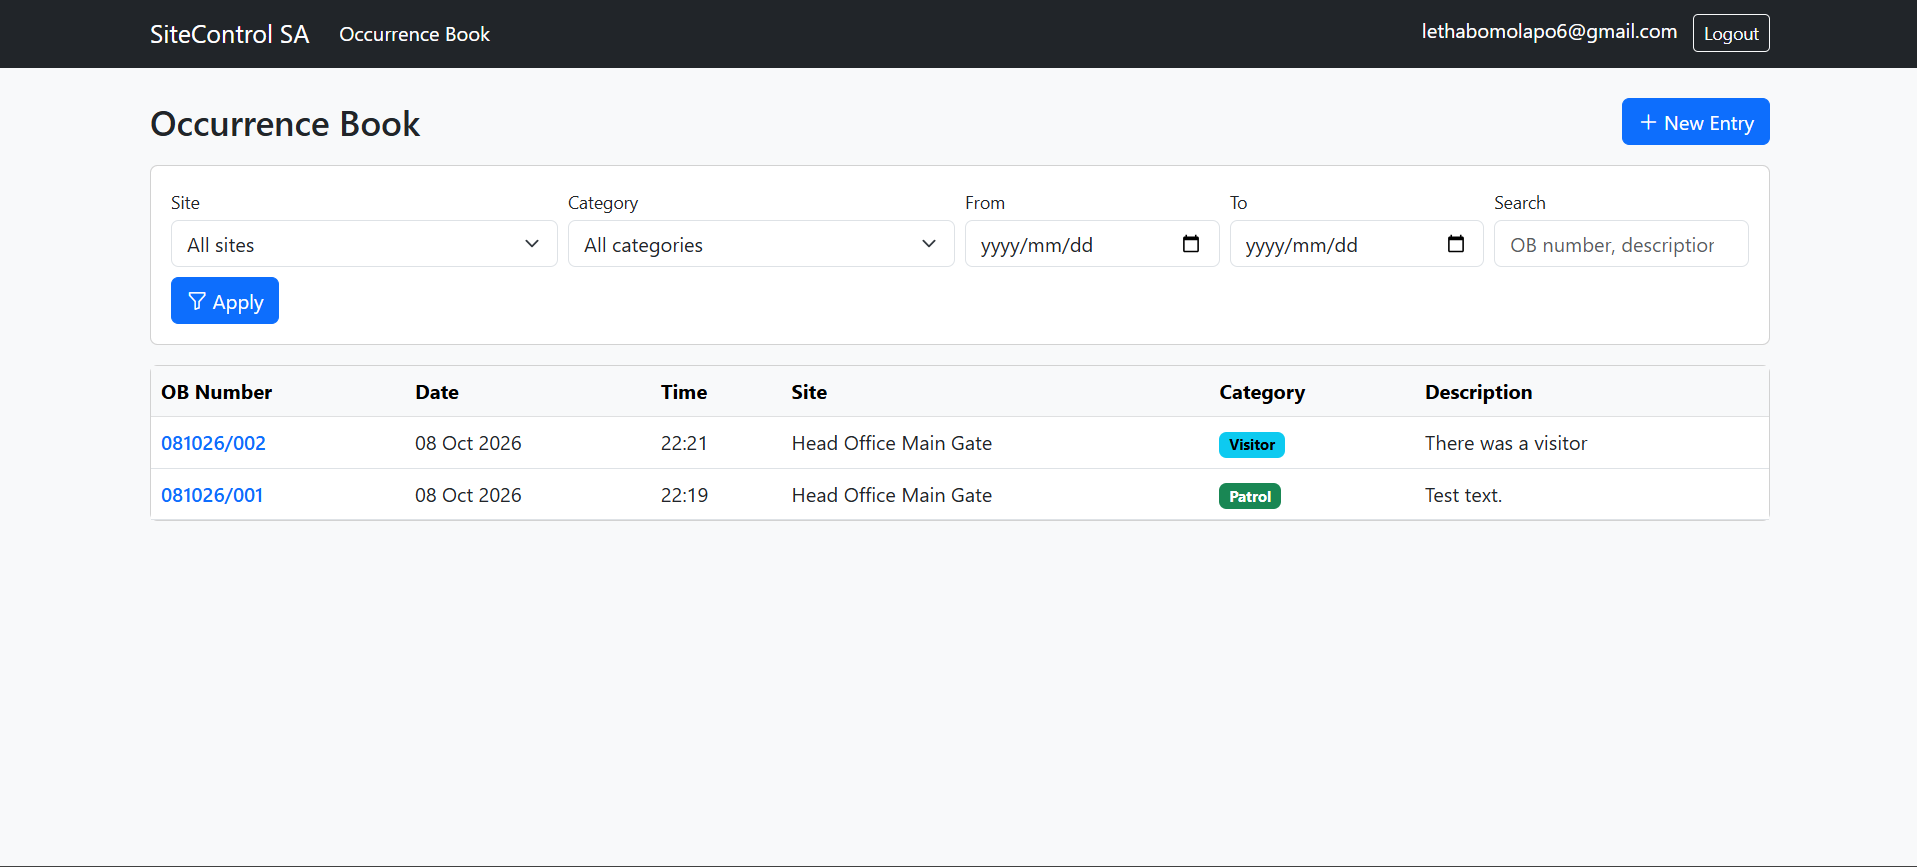 SiteControl SA Occurrence Book lethabomolapo6@gmail.com Logout
Occurrence Book + New Entry
Site Category From To Search
All sites All categories yyyy/mm/dd yyyy/mm/dd OB number, description
Apply
OB Number Date Time Site Category Description
081026/002 08 Oct 2026 22:21 Head Office Main Gate Visitor There was a visitor
081026/001 08 Oct 2026 22:19 Head Office Main Gate Patrol Test text.